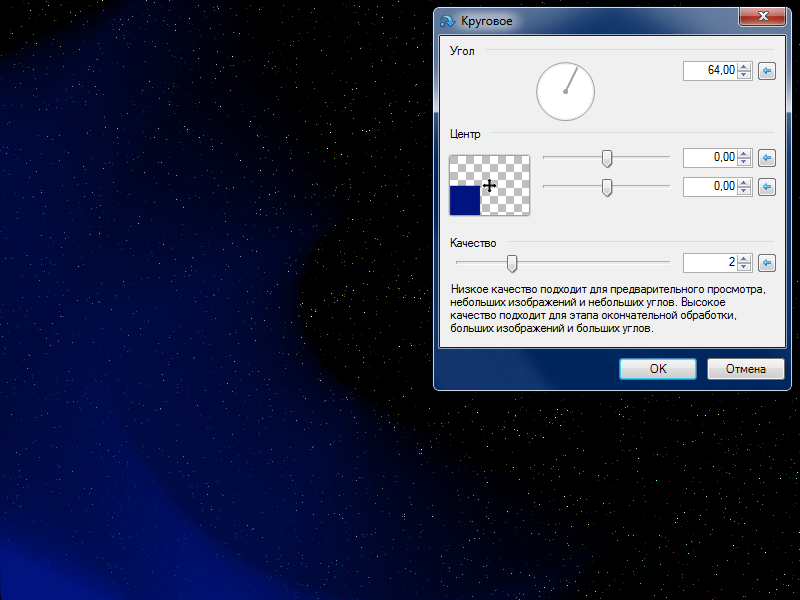 Круговое
Угол
64,00
Центр
0,00
0,00
Качество
2
Низкое качество подходит для предварительного просмотра,
небольших изображений и небольших углов. Высокое
качество подходит для этапа окончательной обработки,
больших изображений и больших углов.
OK
Отмена